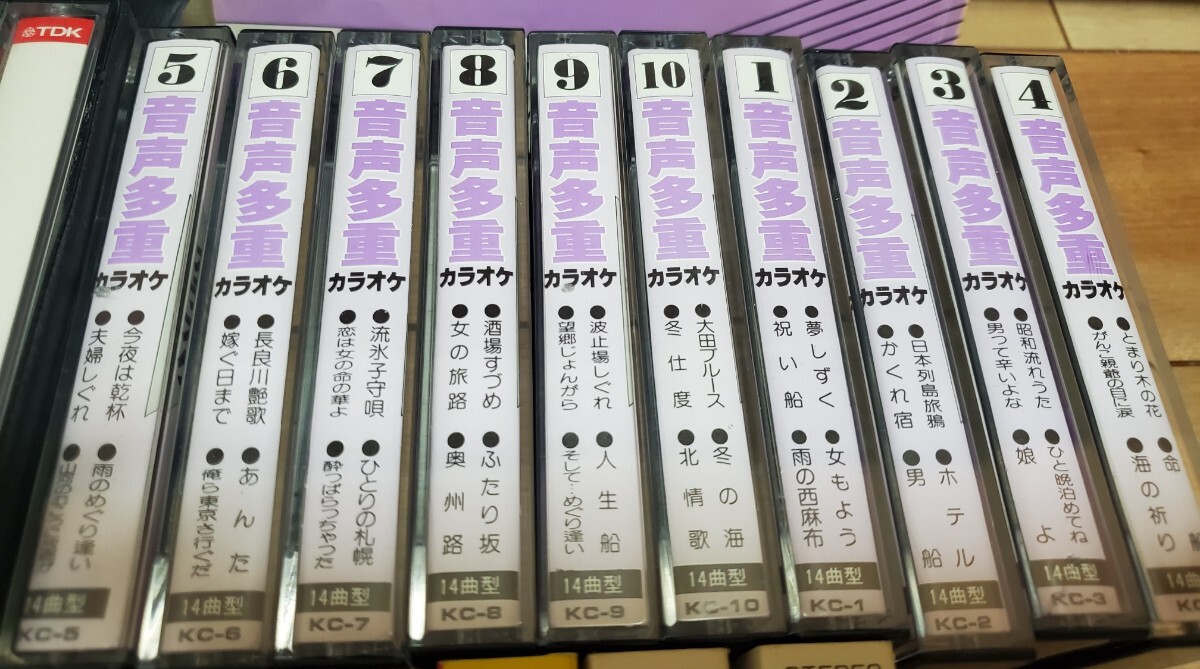 TDK
5
音声多重
カラオケ
●今夜は乾杯
●夫婦しぐれ
●雨のめぐり逢い
14曲型
KC-5
6
音声多重
カラオケ
●長良川艶歌
●嫁ぐ日まで
●あんた
●俺ら東京さ行ぐだ
14曲型
KC-6
7
音声多重
カラオケ
●流氷子守唄
●恋は女の命の華よ
●ひとりの札幌
●酔っぱらっちゃった
14曲型
KC-7
8
音声多重
カラオケ
●酒場すづめ
●女の旅路
●ふたり坂
●奥州路
14曲型
KC-8
9
音声多重
カラオケ
●波止場しぐれ
●望郷じょんがら
●人生船
●そして…めぐり逢い
14曲型
KC-9
10
音声多重
カラオケ
●大田ブルース
●冬仕度
●冬の海
●北情歌
14曲型
KC-10
1
音声多重
カラオケ
●夢しずく
●祝い船
●女もよう
●雨の西麻布
14曲型
KC-1
2
音声多重
カラオケ
●日本列島旅鴉
●かくれ宿
●ホテル
●男船
14曲型
KC-2
3
音声多重
カラオケ
●昭和流れうた
●男って辛いよな
●ひと晩泊めてね
●娘よ
14曲型
KC-3
4
音声多重
カラオケ
●とまり木の花
●がんこ親爺の目に涙
●命船
●海の祈り
14
STEREO